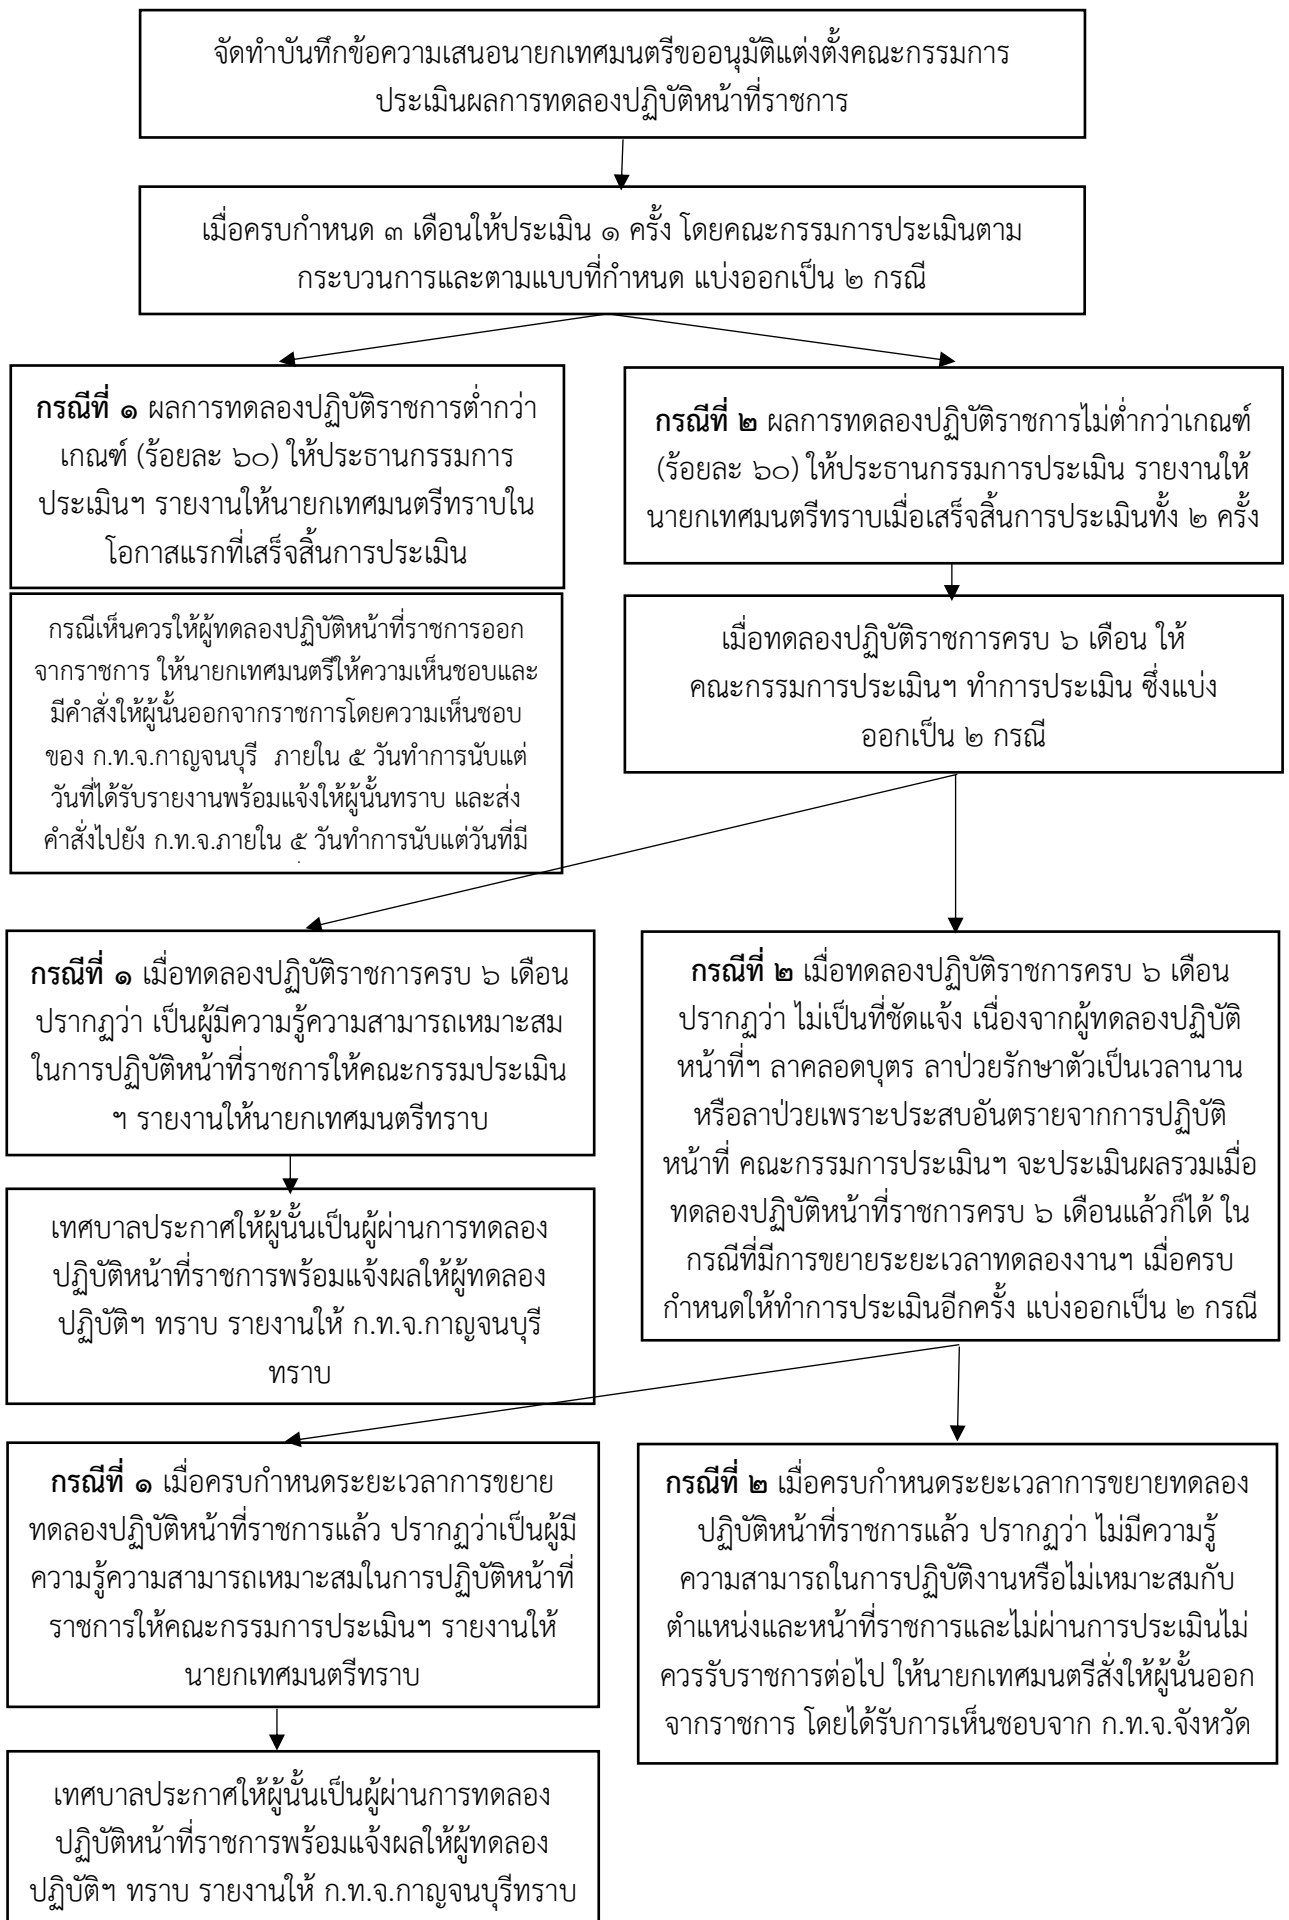 จัดทำบันทึกข้อความเสนอนายกเทศมนตรีขออนุมัติแต่งตั้งคณะกรรมการ
ประเมินผลการทดลองปฏิบัติหน้าที่ราชการ
เมื่อครบกำหนด ๓ เดือนให้ประเมิน ๑ ครั้ง โดยคณะกรรมการประเมินตาม
กระบวนการและตามแบบที่กำหนด แบ่งออกเป็น ๒ กรณี
กรณีที่ ๑ ผลการทดลองปฏิบัติราชการต่ำกว่า
เกณฑ์ (ร้อยละ ๖๐) ให้ประธานกรรมการ
ประเมินฯ รายงานให้นายกเทศมนตรีทราบใน
โอกาสแรกที่เสร็จสิ้นการประเมิน
กรณีที่ ๒ ผลการทดลองปฏิบัติราชการไม่ต่ำกว่าเกณฑ์
(ร้อยละ ๖๐) ให้ประธานกรรมการประเมิน รายงานให้
นายกเทศมนตรีทราบเมื่อเสร็จสิ้นการประเมินทั้ง ๒ ครั้ง
กรณีเห็นควรให้ผู้ทดลองปฏิบัติหน้าที่ราชการออก
จากราชการ ให้นายกเทศมนตรีให้ความเห็นชอบและ
มีคำสั่งให้ผู้นั้นออกจากราชการโดยความเห็นชอบ
ของ ก.ท.จ.กาญจนบุรี  ภายใน ๕ วันทำการนับแต่
วันที่ได้รับรายงานพร้อมแจ้งให้ผู้นั้นทราบ และส่ง
คำสั่งไปยัง ก.ท.จ.ภายใน ๕ วันทำการนับแต่วันที่มี
เมื่อทดลองปฏิบัติราชการครบ ๖ เดือน ให้
คณะกรรมการประเมินฯ ทำการประเมิน ซึ่งแบ่ง
ออกเป็น ๒ กรณี
กรณีที่ ๑ เมื่อทดลองปฏิบัติราชการครบ ๖ เดือน
ปรากฏว่า เป็นผู้มีความรู้ความสามารถเหมาะสม
ในการปฏิบัติหน้าที่ราชการให้คณะกรรมประเมิน
ฯ รายงานให้นายกเทศมนตรีทราบ
กรณีที่ ๒ เมื่อทดลองปฏิบัติราชการครบ ๖ เดือน
ปรากฏว่า ไม่เป็นที่ชัดแจ้ง เนื่องจากผู้ทดลองปฏิบัติ
หน้าที่ฯ ลาคลอดบุตร ลาป่วยรักษาตัวเป็นเวลานาน
หรือลาป่วยเพราะประสบอันตรายจากการปฏิบัติ
หน้าที่ คณะกรรมการประเมินฯ จะประเมินผลรวมเมื่อ
ทดลองปฏิบัติหน้าที่ราชการครบ ๖ เดือนแล้วก็ได้ ใน
กรณีที่มีการขยายระยะเวลาทดลองงานฯ เมื่อครบ
กำหนดให้ทำการประเมินอีกครั้ง แบ่งออกเป็น ๒ กรณี
เทศบาลประกาศให้ผู้นั้นเป็นผู้ผ่านการทดลอง
ปฏิบัติหน้าที่ราชการพร้อมแจ้งผลให้ผู้ทดลอง
ปฏิบัติฯ ทราบ รายงานให้ ก.ท.จ.กาญจนบุรี
ทราบ
กรณีที่ ๑ เมื่อครบกำหนดระยะเวลาการขยาย
ทดลองปฏิบัติหน้าที่ราชการแล้ว ปรากฏว่าเป็นผู้มี
ความรู้ความสามารถเหมาะสมในการปฏิบัติหน้าที่
ราชการให้คณะกรรมการประเมินฯ รายงานให้
นายกเทศมนตรีทราบ
กรณีที่ ๒ เมื่อครบกำหนดระยะเวลาการขยายทดลอง
ปฏิบัติหน้าที่ราชการแล้ว ปรากฏว่า ไม่มีความรู้
ความสามารถในการปฏิบัติงานหรือไม่เหมาะสมกับ
ตำแหน่งและหน้าที่ราชการและไม่ผ่านการประเมินไม่
ควรรับราชการต่อไป ให้นายกเทศมนตรีสั่งให้ผู้นั้นออก
จากราชการ โดยได้รับการเห็นชอบจาก ก.ท.จ.จังหวัด
เทศบาลประกาศให้ผู้นั้นเป็นผู้ผ่านการทดลอง
ปฏิบัติหน้าที่ราชการพร้อมแจ้งผลให้ผู้ทดลอง
ปฏิบัติฯ ทราบ รายงานให้ ก.ท.จ.กาญจนบุรีทราบ